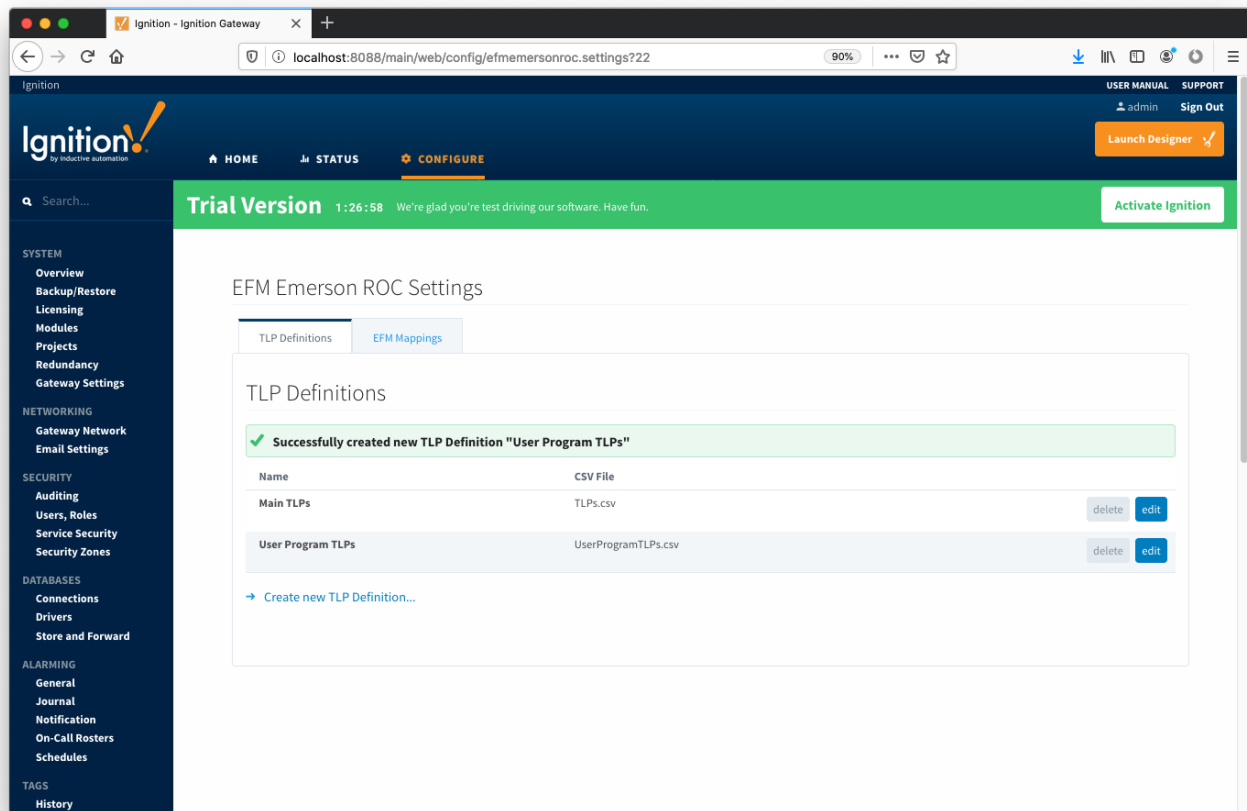 Ignition - Ignition Gateway
localhost:8088/main/web/config/efmemersonroc.settings?22
90%
Ignition
USER MANUAL SUPPORT
admin Sign Out
Ignition!
by inductive automation
Launch Designer
HOME STATUS CONFIGURE
Search...
Trial Version 1:26:58 We're glad you're test driving our software. Have fun.
Activate Ignition
SYSTEM
Overview
Backup/Restore
Licensing
Modules
Projects
Redundancy
Gateway Settings
NETWORKING
Gateway Network
Email Settings
SECURITY
Auditing
Users, Roles
Service Security
Security Zones
DATABASES
Connections
Drivers
Store and Forward
ALARMING
General
Journal
Notification
On-Call Rosters
Schedules
TAGS
History
EFM Emerson ROC Settings
TLP Definitions EFM Mappings
TLP Definitions
Successfully created new TLP Definition "User Program TLPs"
Name CSV File
Main TLPs TLPs.csv delete edit
User Program TLPs UserProgramTLPs.csv delete edit
Create new TLP Definition...